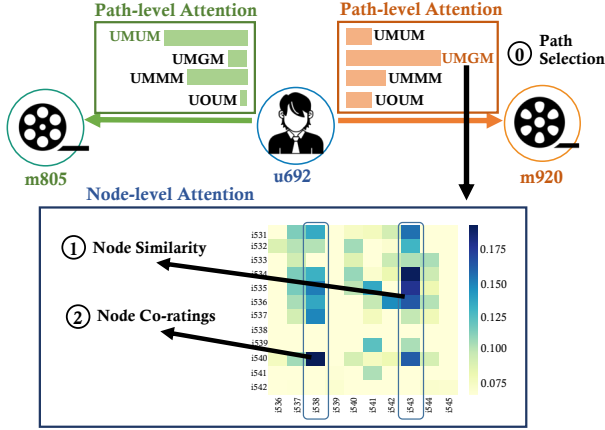 Path-level Attention
UMUM
UMGM
UMMM
UOUM
Path-level Attention
UMUM
UMGM
UMMM
UOUM
0 Path
Selection
m805
u692
m920
Node-level Attention
1 Node Similarity
2 Node Co-ratings
i531
i532
i533
i534
i535
i536
i537
i538
i539
i540
i541
i542
i536
i537
i538
i539
i540
i541
i542
i543
i544
i545
0.175
0.150
0.125
0.100
0.075